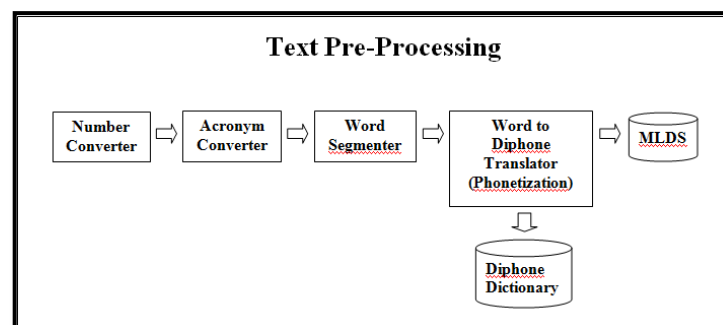 Text Pre-Processing
Number
Converter
Acronym
Converter
Word
Segmenter
Word to
Diphone
Translator
(Phonetization)
MLDS
Diphone
Dictionary